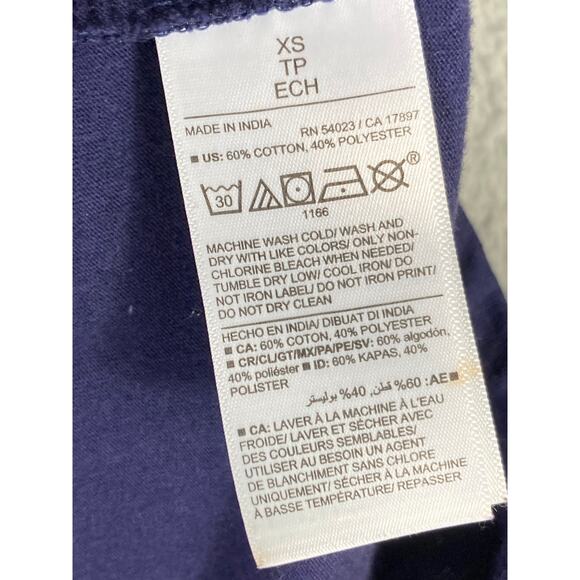 XS
TP
ECH
MADE IN INDIA RN 54023 / CA 17897
■ US: 60% COTTON, 40% POLYESTER
30 ®
1166
MACHINE WASH COLD/ WASH AND
DRY WITH LIKE COLORS/ ONLY NON-
CHLORINE BLEACH WHEN NEEDED/
TUMBLE DRY LOW/ COOL IRON/ DO
NOT IRON LABEL/ DO NOT IRON PRINT/
DO NOT DRY CLEAN
HECHO EN INDIA/ DIBUAT DI INDIA
■ CA: 60% COTON, 40% POLYESTER
■ CR/CL/GT/MX/PA/PE/SV: 60% algodón,
40% poliéster ■ ID: 60% KAPAS, 40%
POLISTER
■ AE: 60% قطن, 40% بوليستر
■ CA: LAVER À LA MACHINE À L'EAU
FROIDE/ LAVER ET SÉCHER AVEC
DES COULEURS SEMBLABLES/
UTILISER AU BESOIN UN AGENT
DE BLANCHIMENT SANS CHLORE
UNIQUEMENT/ SÉCHER À LA MACHINE
À BASSE TEMPÉRATURE/ REPASSER